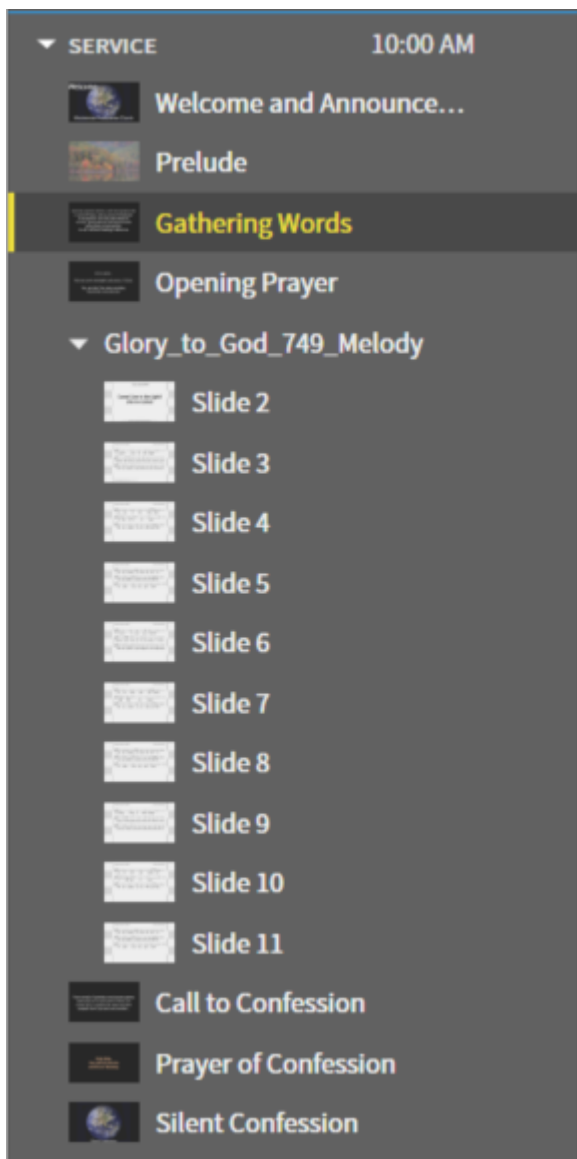 SERVICE 10:00 AM
Welcome and Announce...
Prelude
Gathering Words
Opening Prayer
Glory_to_God_749_Melody
Slide 2
Slide 3
Slide 4
Slide 5
Slide 6
Slide 7
Slide 8
Slide 9
Slide 10
Slide 11
Call to Confession
Prayer of Confession
Silent Confession